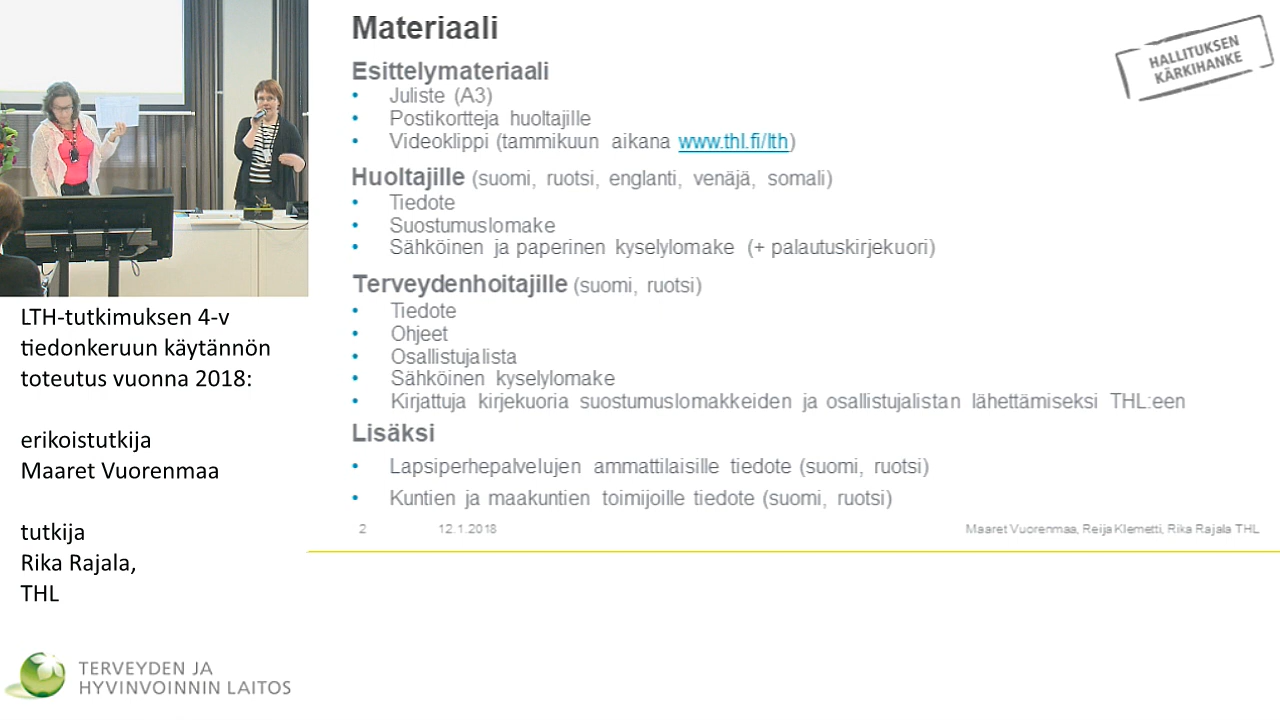 Materiaali
HALLITUKSEN
KÄRKIHANKE
Esittelymateriaali
• Juliste (A3)
• Postikortteja huoltajille
• Videoklippi (tammikuun aikana www.thl.fi/lth)
Huoltajille (suomi, ruotsi, englanti, venäjä, somali)
• Tiedote
• Suostumuslomake
• Sähköinen ja paperinen kyselylomake (+ palautuskirjekuori)
Terveydenhoitajille (suomi, ruotsi)
• Tiedote
• Ohjeet
• Osallistujalista
• Sähköinen kyselylomake
• Kirjattuja kirjekuoria suostumuslomakkeiden ja osallistujalistan lähettämiseksi THL:een
Lisäksi
• Lapsiperhepalvelujen ammattilaisille tiedote (suomi, ruotsi)
• Kuntien ja maakuntien toimijoille tiedote (suomi, ruotsi)
2 12.1.2018 Maaret Vuorenmaa, Reija Klemetti, Rika Rajala THL
LTH-tutkimuksen 4-v
tiedonkeruun käytännön
toteutus vuonna 2018:
erikoistutkija
Maaret Vuorenmaa
tutkija
Rika Rajala,
THL
TERVEYDEN JA
HYVINVOINNIN LAITOS